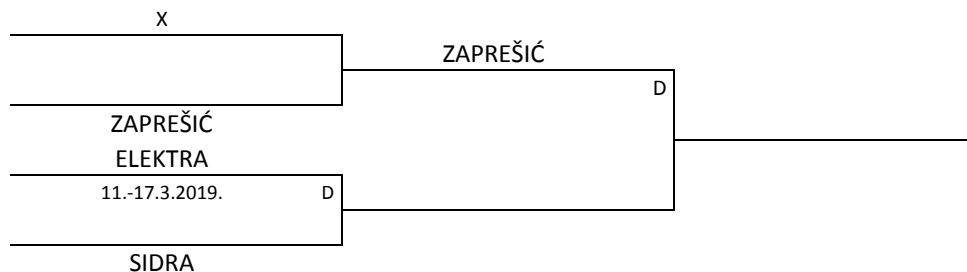 X
ZAPREŠIĆ
D
ZAPREŠIĆ
ELEKTRA
11.-17.3.2019. D
SIDRA